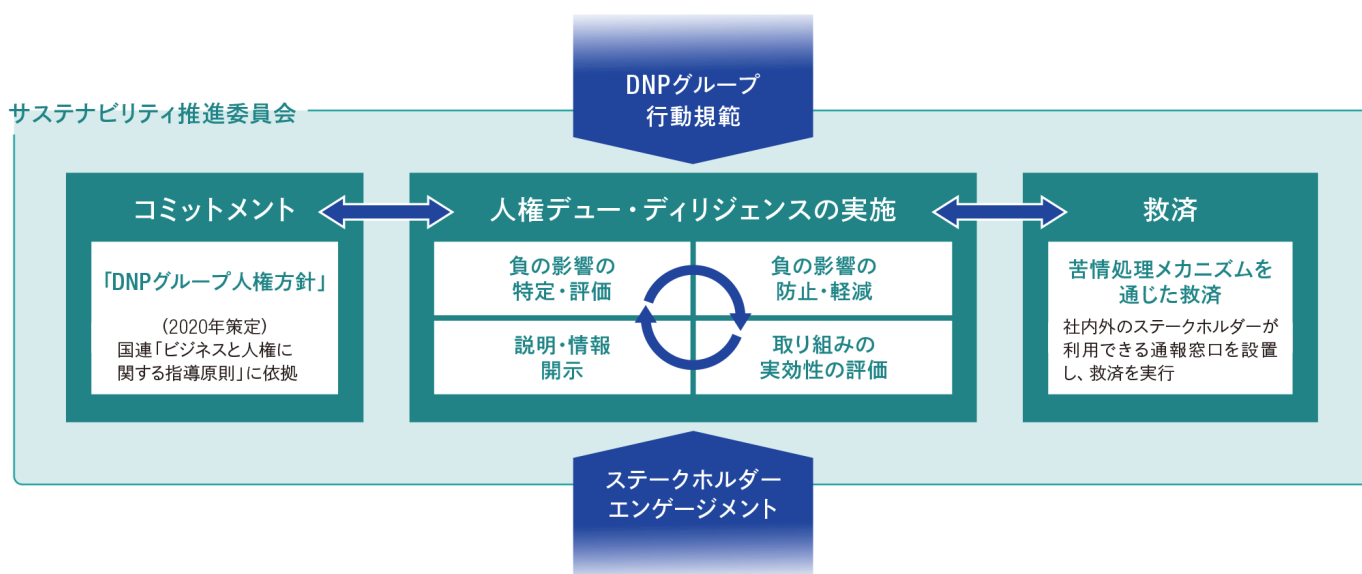 DNPグループ
行動規範
サステナビリティ推進委員会
コミットメント
「DNPグループ人権方針」
(2020年策定)
国連「ビジネスと人権に
関する指導原則」に依拠
人権デュー・ディリジェンスの実施
負の影響の
特定・評価
負の影響の
防止・軽減
説明・情報
開示
取り組みの
実効性の評価
救済
苦情処理メカニズムを
通じた救済
社内外のステークホルダーが
利用できる通報窓口を設置
し、救済を実行
ステークホルダー
エンゲージメント